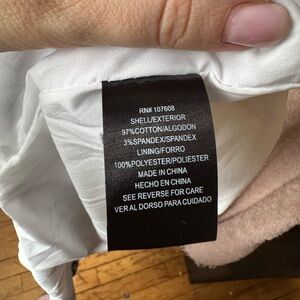 RN# 107608
SHELL/EXTERIOR
97%COTTON/ALGODON
3%SPANDEX/SPANDEX
LINING/FORRO
100%POLYESTER/POLIESTER
MADE IN CHINA
HECHO EN CHINA
SEE REVERSE FOR CARE
VER AL DORSO PARA CUIDADO